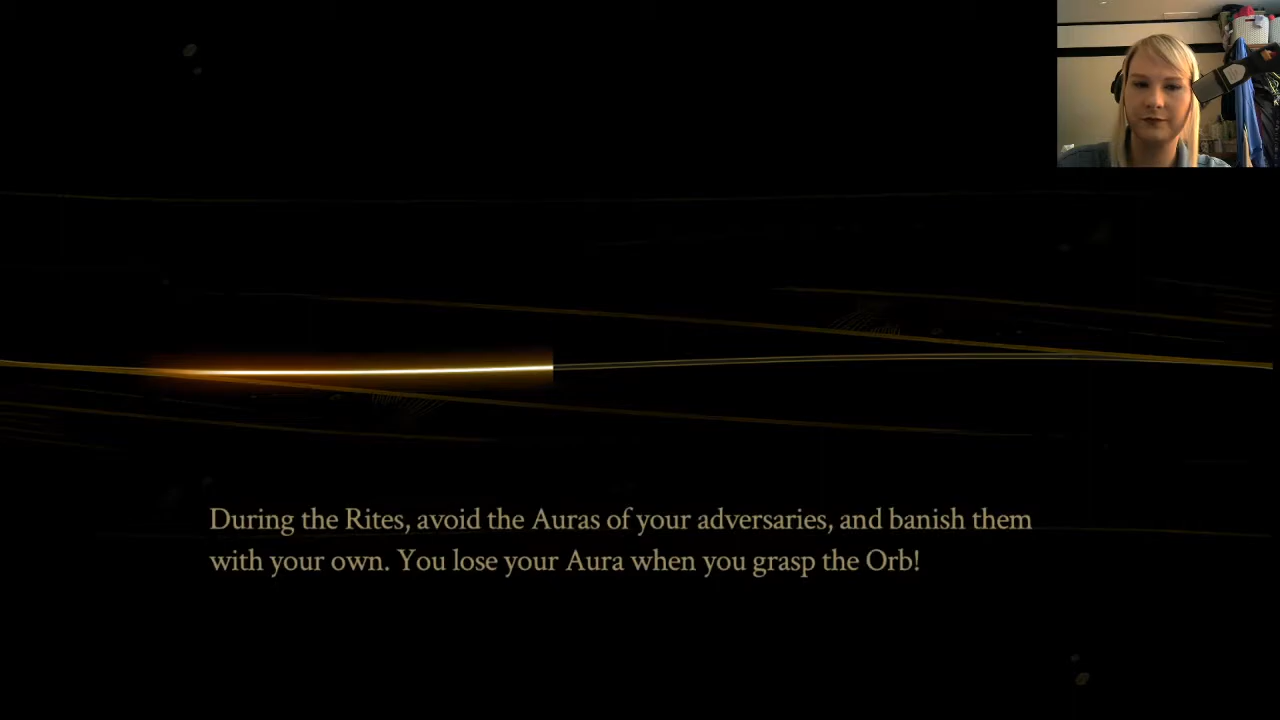 During the Rites, avoid the Auras of your adversaries, and banish them
with your own. You lose your Aura when you grasp the Orb!